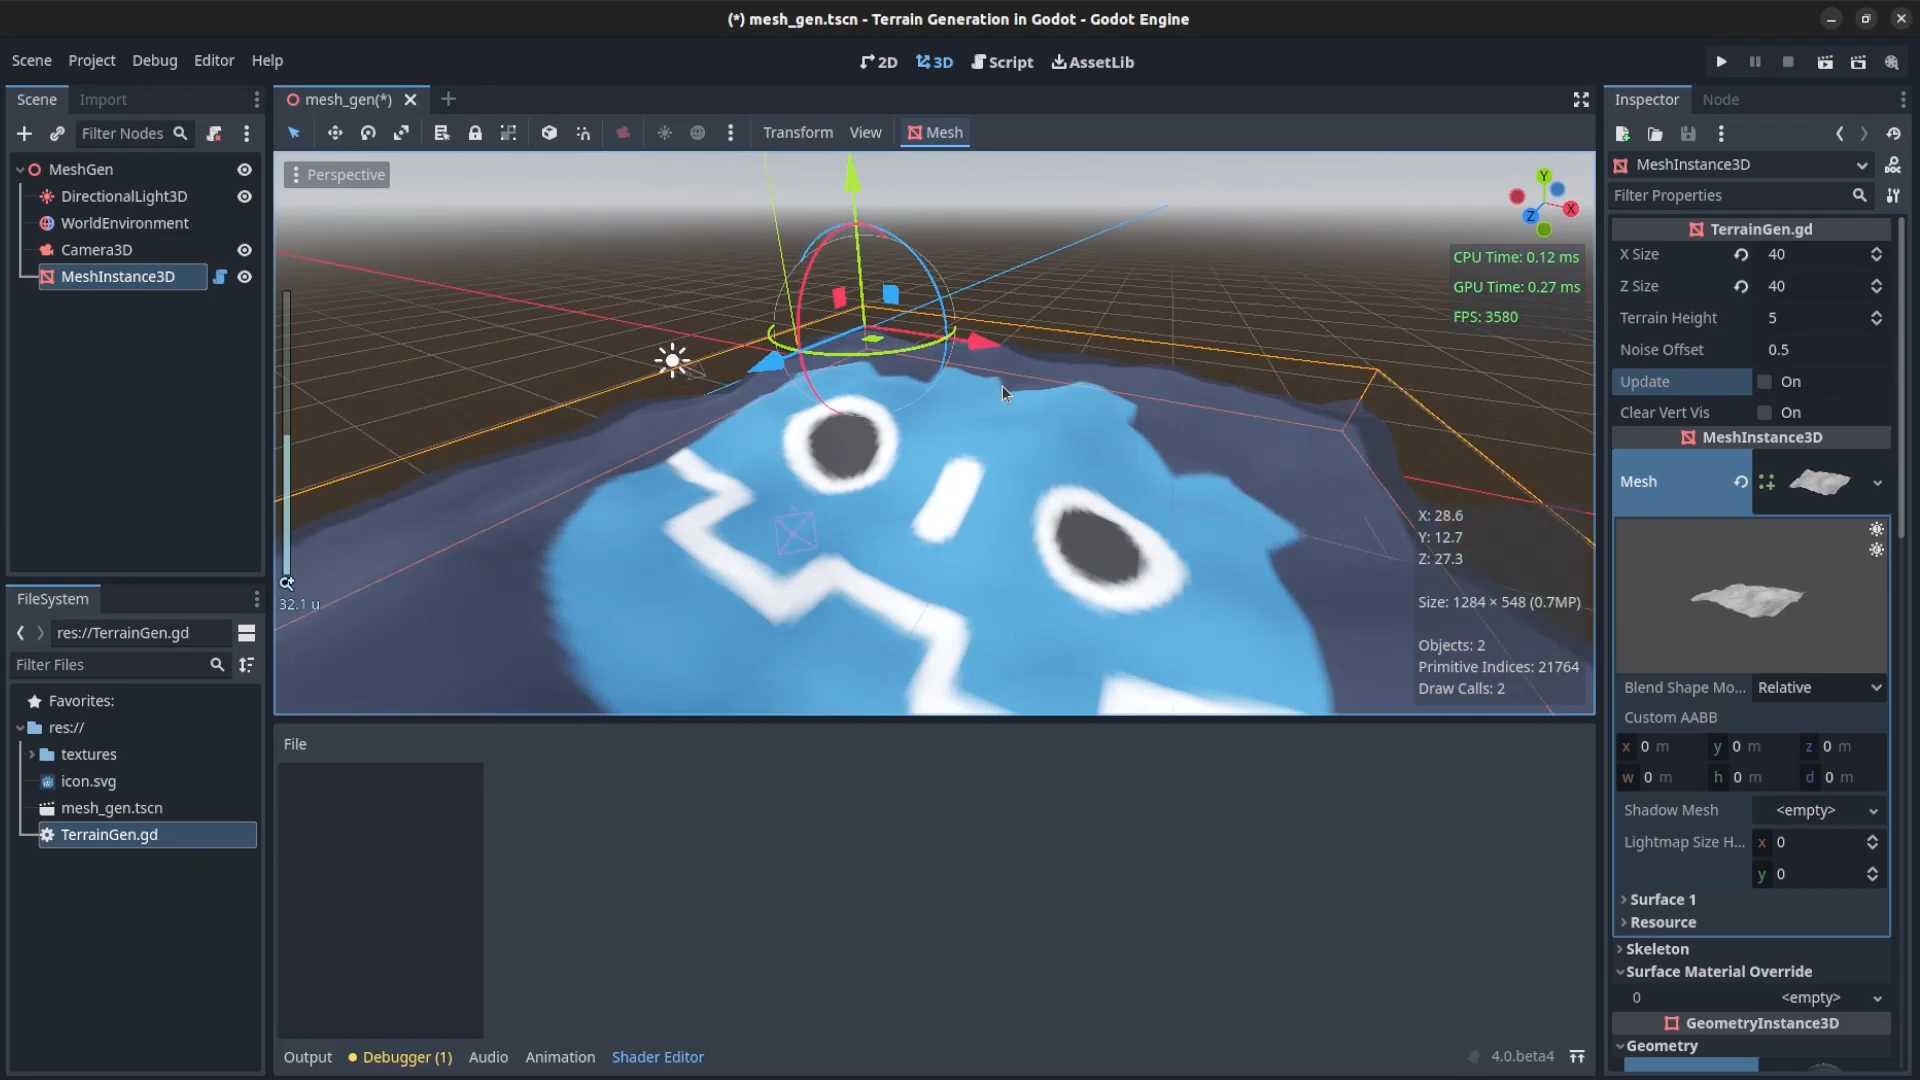 (*) mesh_gen.tscn - Terrain Generation in Godot - Godot Engine
Scene Project Debug Editor Help
2D 3D Script AssetLib
Scene Import
mesh_gen(*)
Inspector Node
Filter Nodes
Transform View Mesh
MeshGen
DirectionalLight3D
WorldEnvironment
Camera3D
MeshInstance3D
Perspective
Y
X
Z
CPU Time: 0.12 ms
GPU Time: 0.27 ms
FPS: 3580
32.1 u
X: 28.6
Y: 12.7
Z: 27.3
Size: 1284 × 548 (0.7MP)
Objects: 2
Primitive Indices: 21764
Draw Calls: 2
MeshInstance3D
Filter Properties
TerrainGen.gd
X Size 40
Z Size 40
Terrain Height 5
Noise Offset 0.5
Update On
Clear Vert Vis On
MeshInstance3D
Mesh
Blend Shape Mo... Relative
Custom AABB
x 0 m y 0 m z 0 m
w 0 m h 0 m d 0 m
Shadow Mesh <empty>
Lightmap Size H... x 0
y 0
Surface 1
Resource
Skeleton
Surface Material Override
0 <empty>
GeometryInstance3D
Geometry
FileSystem
res://TerrainGen.gd
Filter Files
Favorites:
res://
textures
icon.svg
mesh_gen.tscn
TerrainGen.gd
File
Output Debugger (1) Audio Animation Shader Editor
4.0.beta4